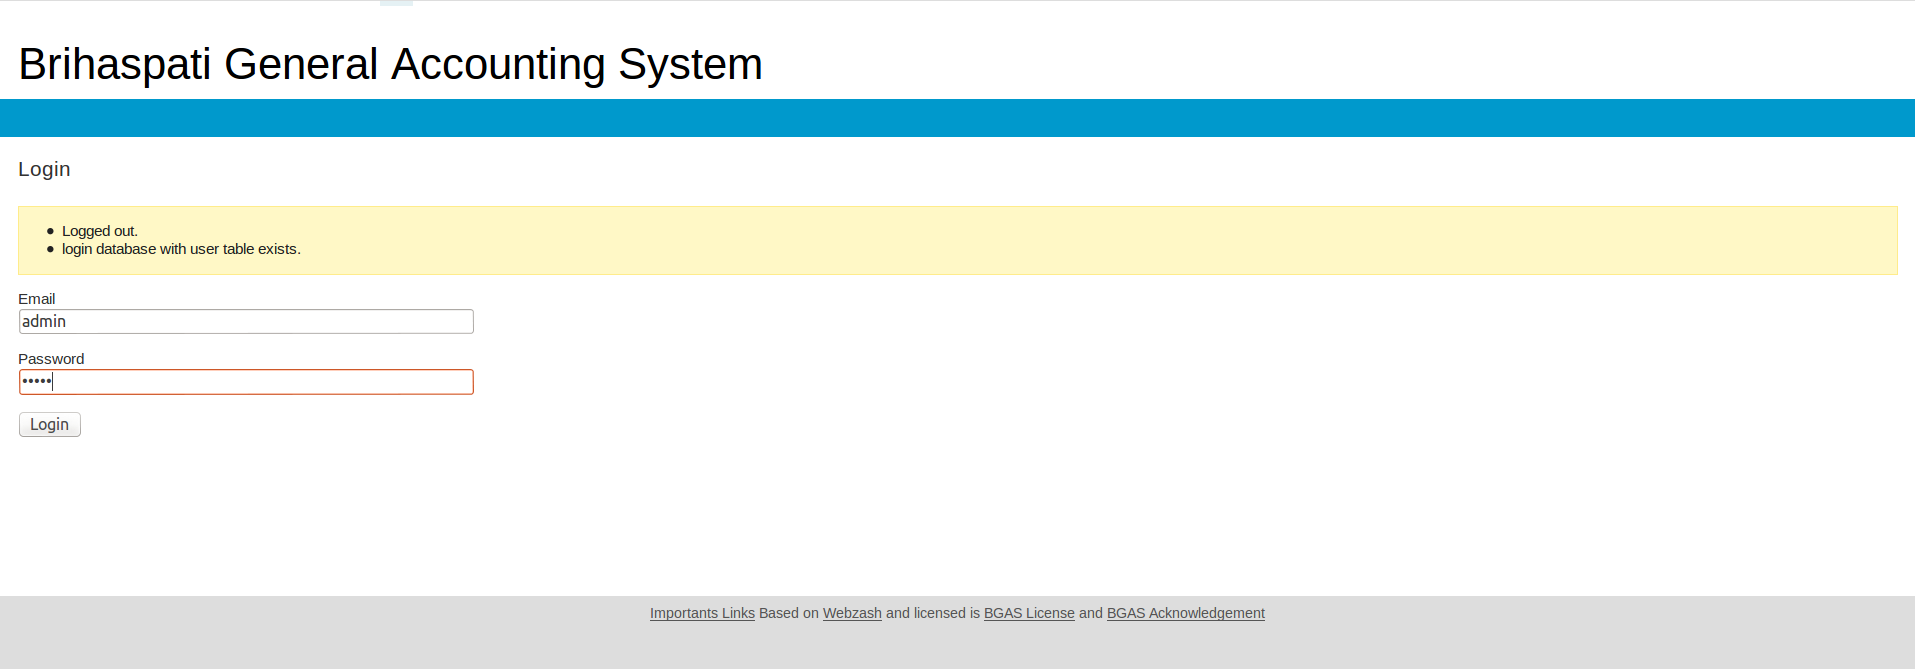 Brihaspati General Accounting System
Login
Logged out.
login database with user table exists.
Email
admin
Password
•••••
Login
Importants Links Based on Webzash and licensed is BGAS License and BGAS Acknowledgement